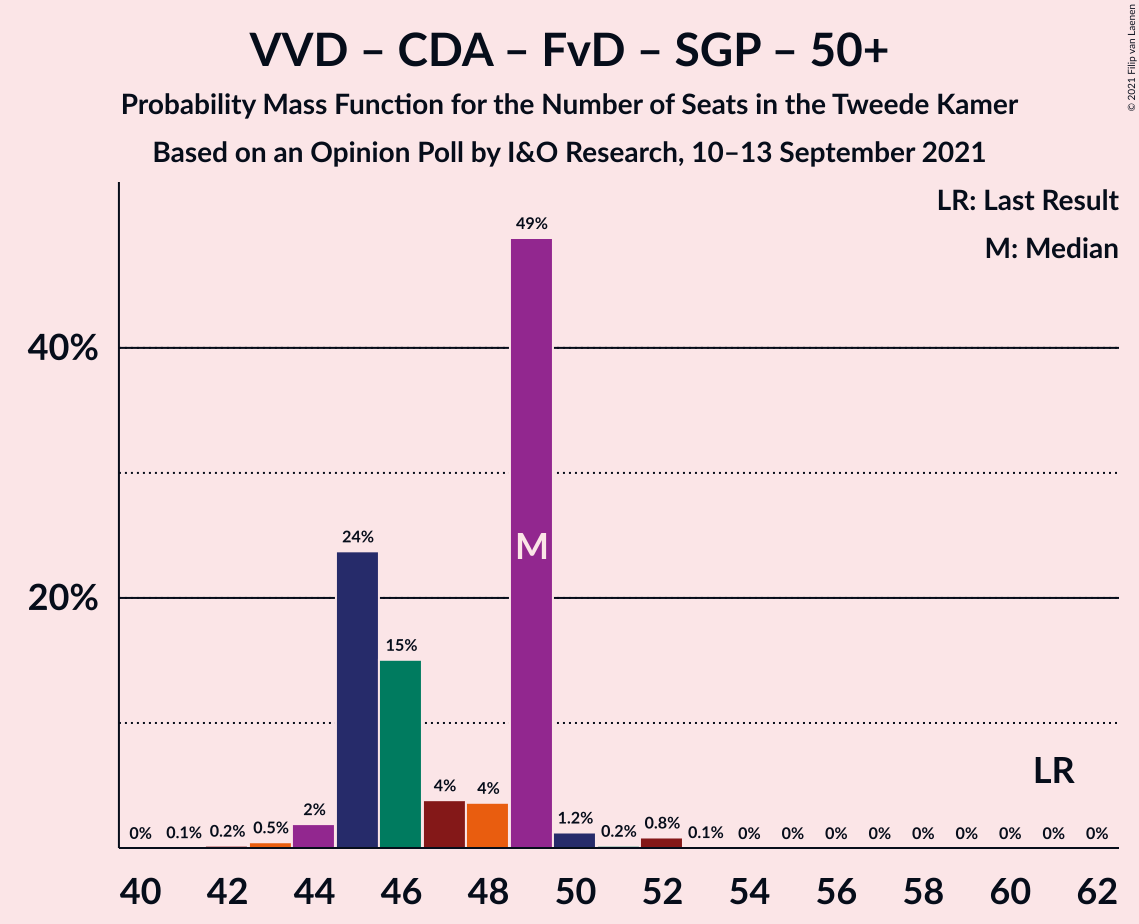 VVD – CDA – FvD – SGP – 50+
Probability Mass Function for the Number of Seats in the Tweede Kamer
Based on an Opinion Poll by I&O Research, 10–13 September 2021
© 2021 Filip van Laenen
LR: Last Result
M: Median
49%
40%
24%
M
20%
15%
LR
0% 0.1% 0.2% 0.5% 2% 4% 4% 1.2% 0.2% 0.8% 0.1% 0% 0% 0% 0% 0% 0% 0% 0% 0%
40 42 44 46 48 50 52 54 56 58 60 62